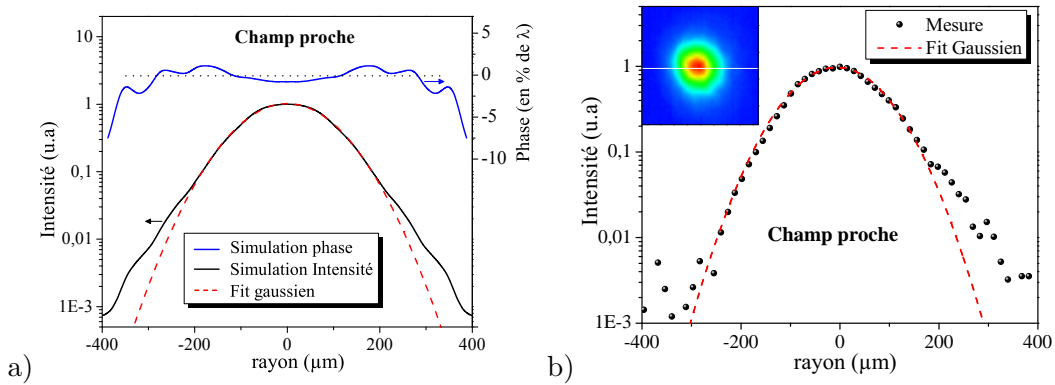 Champ proche
10
1
0,1
0,01
1E-3
Intensité (u.a)
5
0
-5
-10
Phase (en % de λ)
Simulation phase
Simulation Intensité
Fit gaussien
-400
-200
0
200
400
rayon (µm)
a)
Mesure
Fit Gaussien
1
0,1
0,01
1E-3
Intensité (u.a)
Champ proche
-400
-200
0
200
400
rayon (µm)
b)